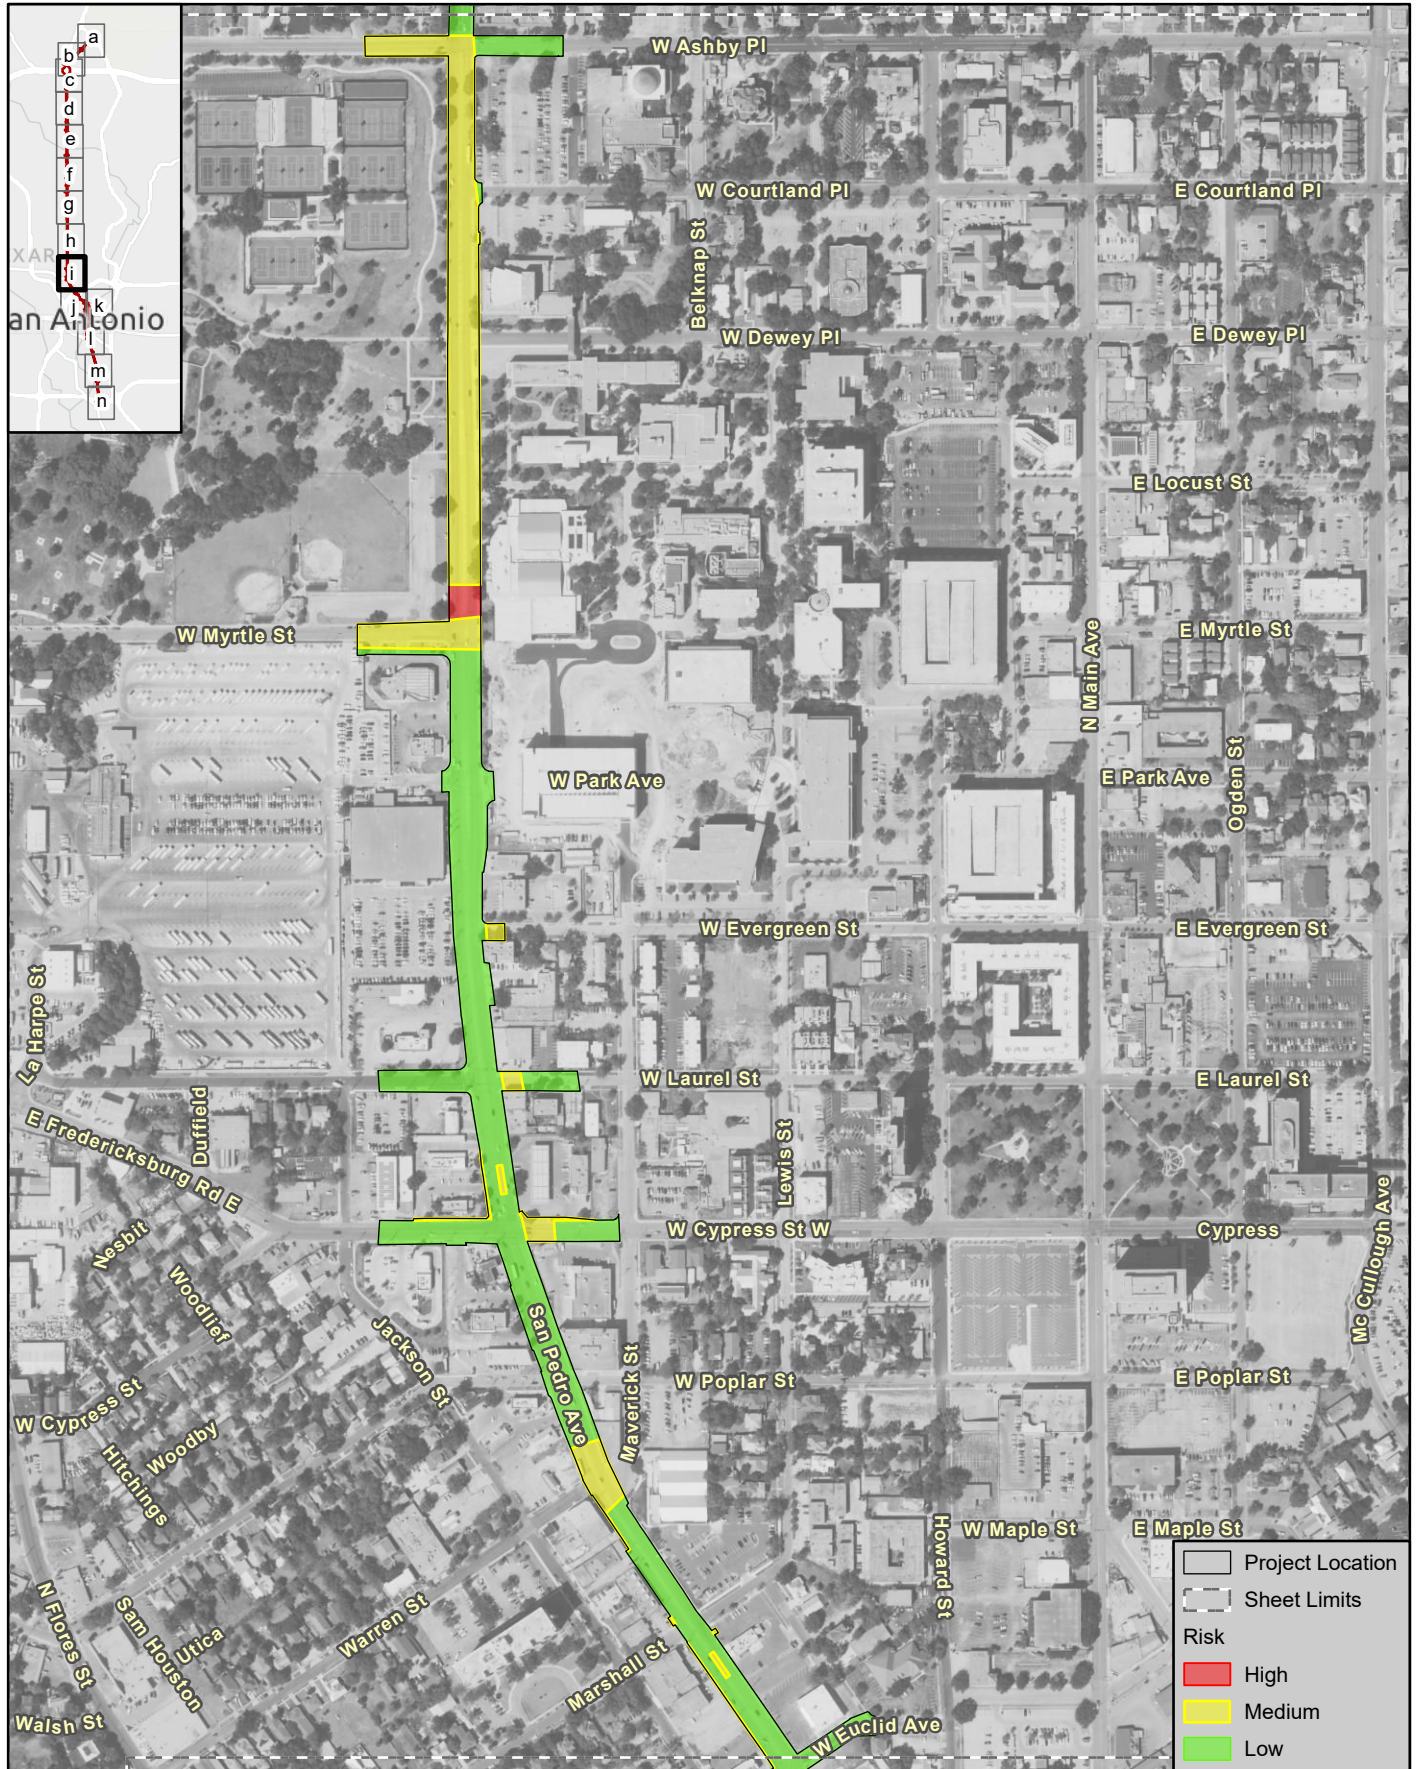 a
b
c
d
e
f
g
h
XAR
i
j
k
an Antonio
l
m
n
W Ashby Pl
W Courtland Pl
E Courtland Pl
Belknap St
W Dewey Pl
E Dewey Pl
E Locust St
W Myrtle St
E Myrtle St
N Main Ave
W Park Ave
E Park Ave
Ogden St
W Evergreen St
E Evergreen St
La Harpe St
W Laurel St
E Laurel St
Duffield
E Fredericksburg Rd E
Lewis St
W Cypress St W
Cypress
Mc Cullough Ave
Nesbit
Woodlief
San Pedro Ave
Jackson St
Maverick St
W Poplar St
E Poplar St
W Cypress St
Woodby
Hitchings
Howard St
W Maple St
E Maple St
N Flores St
Sam Houston
Utica
Warren St
Marshall St
Walsh St
W Euclid Ave
Project Location
Sheet Limits
Risk
High
Medium
Low